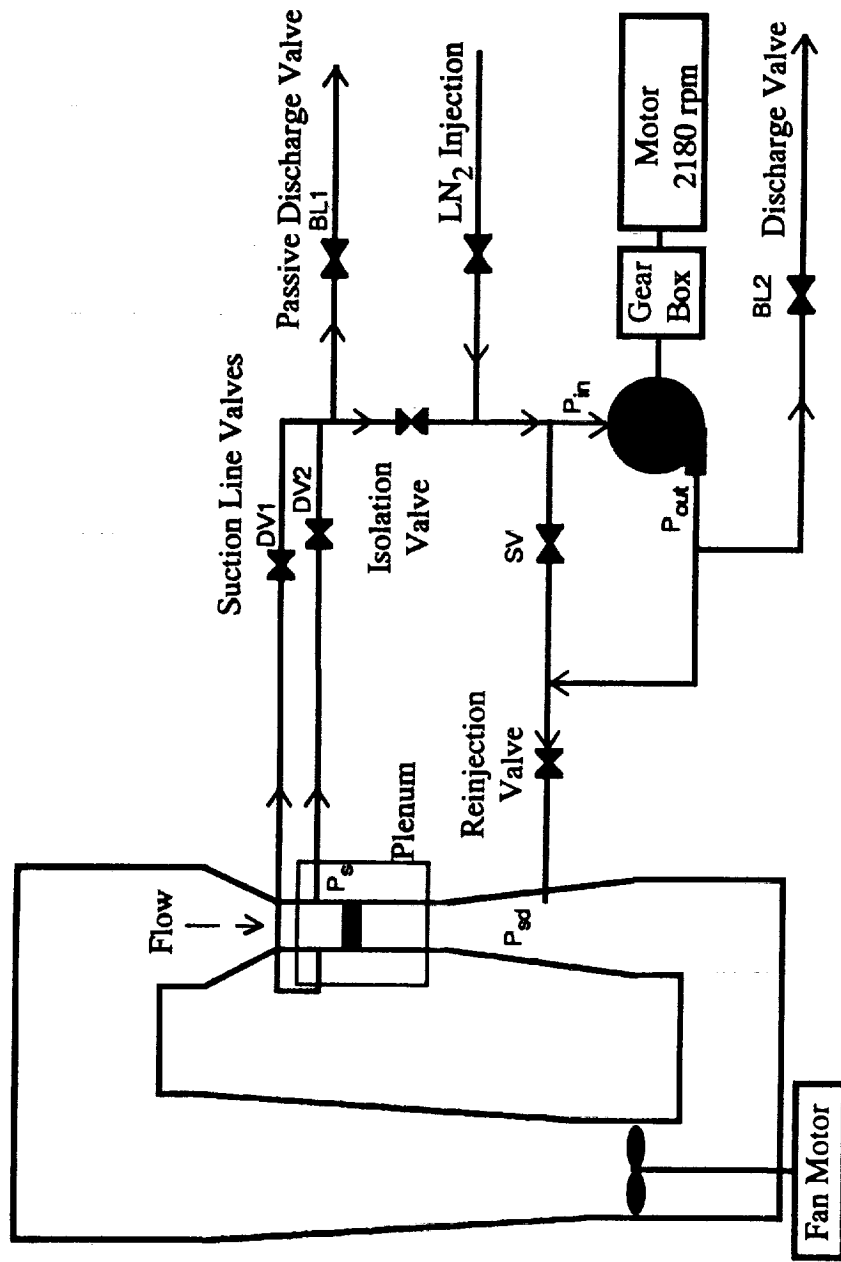 Passive Discharge Valve
BL1
LN2 Injection
Motor
2180 rpm
Gear
Box
Discharge Valve
BL2
Suction Line Valves
DV1
DV2
Isolation
Valve
Pin
Pout
SV
Reinjection
Valve
Flow
Ps
Plenum
Psd
Fan Motor